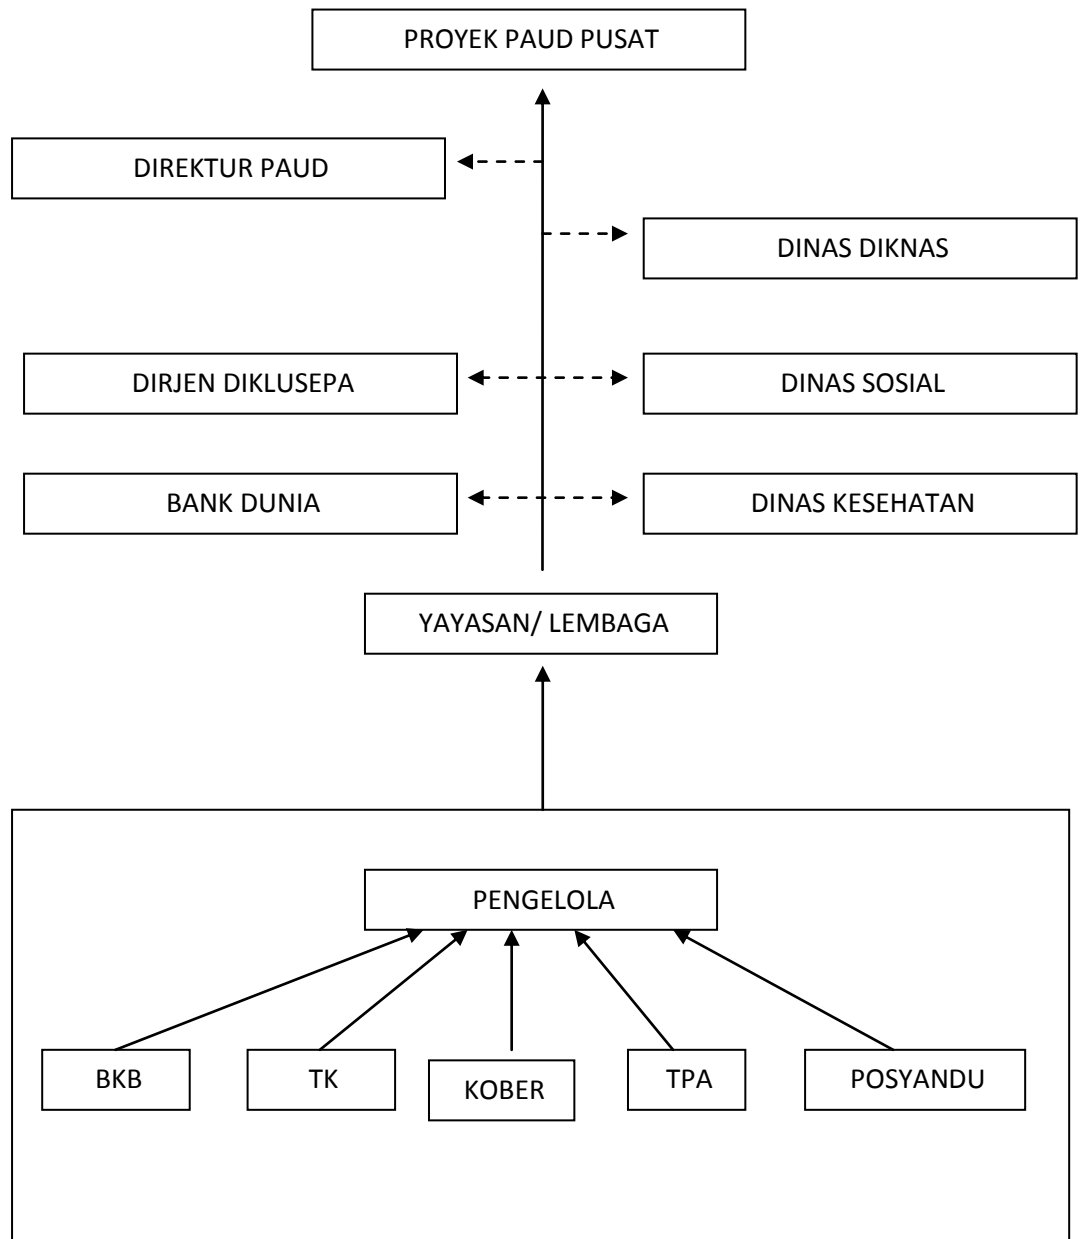 PROYEK PAUD PUSAT
DIREKTUR PAUD
DINAS DIKNAS
DIRJEN DIKLUSEPA
DINAS SOSIAL
BANK DUNIA
DINAS KESEHATAN
YAYASAN/ LEMBAGA
PENGELOLA
BKB
TK
KOBER
TPA
POSYANDU